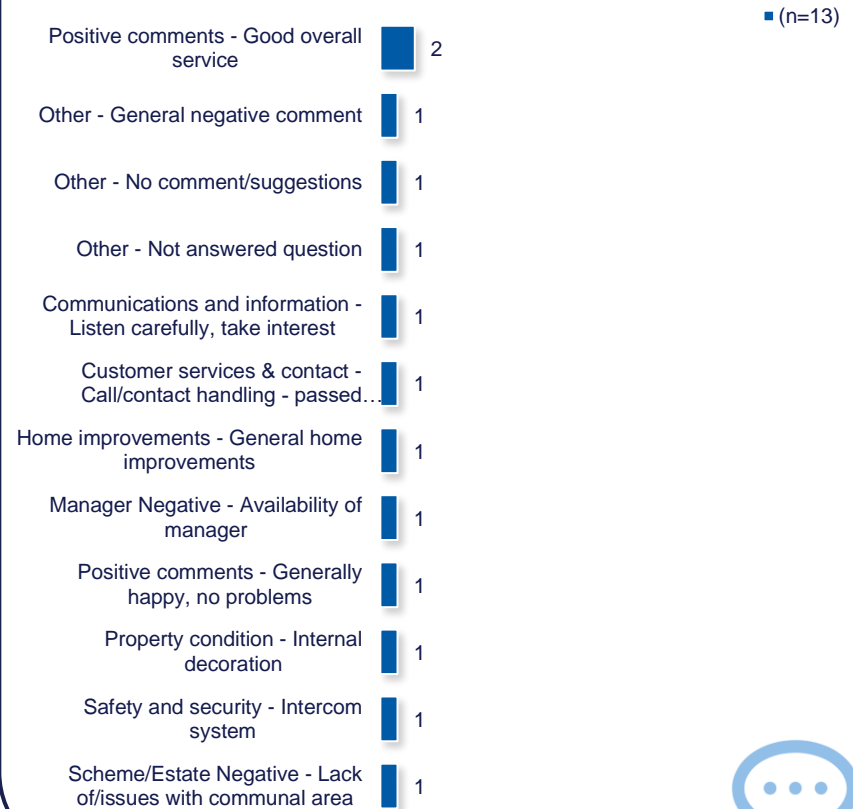 (n=13)
Positive comments - Good overall
service
2
Other - General negative comment
1
Other - No comment/suggestions
1
Other - Not answered question
1
Communications and information -
Listen carefully, take interest
1
Customer services & contact -
Call/contact handling - passed…
1
Home improvements - General home
improvements
1
Manager Negative - Availability of
manager
1
Positive comments - Generally
happy, no problems
1
Property condition - Internal
decoration
1
Safety and security - Intercom
system
1
Scheme/Estate Negative - Lack
of/issues with communal area
1